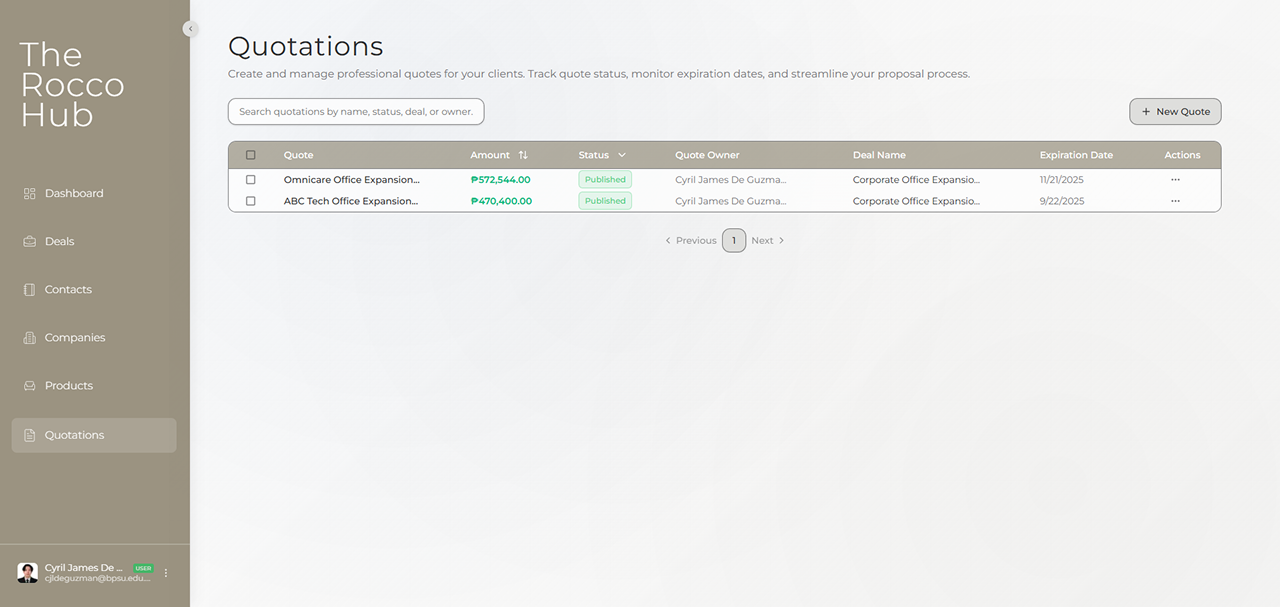 The
Rocco
Hub
Dashboard
Deals
Contacts
Companies
Products
Quotations
Cyril James De ... USER
cjldeguzman@bpsu.edu....
Quotations
Create and manage professional quotes for your clients. Track quote status, monitor expiration dates, and streamline your proposal process.
Search quotations by name, status, deal, or owner.
+ New Quote
Quote Amount Status Quote Owner Deal Name Expiration Date Actions
Omnicare Office Expansion... ₱572,544.00 Published Cyril James De Guzma... Corporate Office Expansio... 11/21/2025 ...
ABC Tech Office Expansion... ₱470,400.00 Published Cyril James De Guzma... Corporate Office Expansio... 9/22/2025 ...
Previous 1 Next